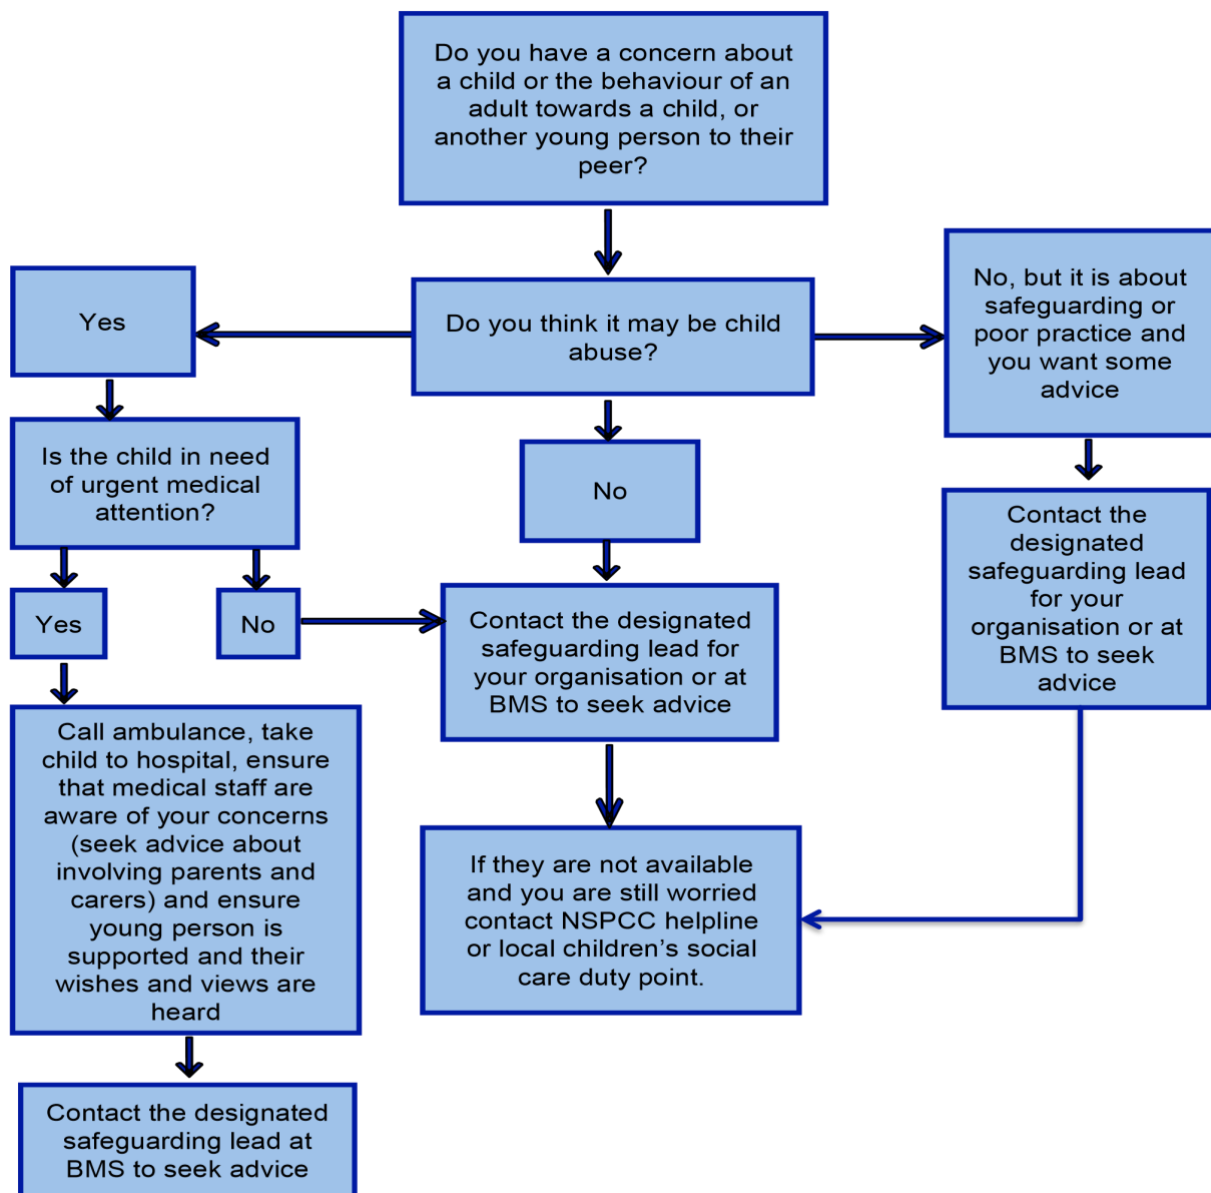 Do you have a concern about
a child or the behaviour of an
adult towards a child, or
another young person to their
peer?
Yes
Do you think it may be child
abuse?
No, but it is about
safeguarding or
poor practice and
you want some
advice
Is the child in need
of urgent medical
attention?
No
Contact the
designated
safeguarding lead
for your
organisation or at
BMS to seek
advice
Yes
No
Contact the designated
safeguarding lead for
your organisation or at
BMS to seek advice
Call ambulance, take
child to hospital, ensure
that medical staff are
aware of your concerns
(seek advice about
involving parents and
carers) and ensure
young person is
supported and their
wishes and views are
heard
If they are not available
and you are still worried
contact NSPCC helpline
or local children’s social
care duty point.
Contact the designated
safeguarding lead at
BMS to seek advice